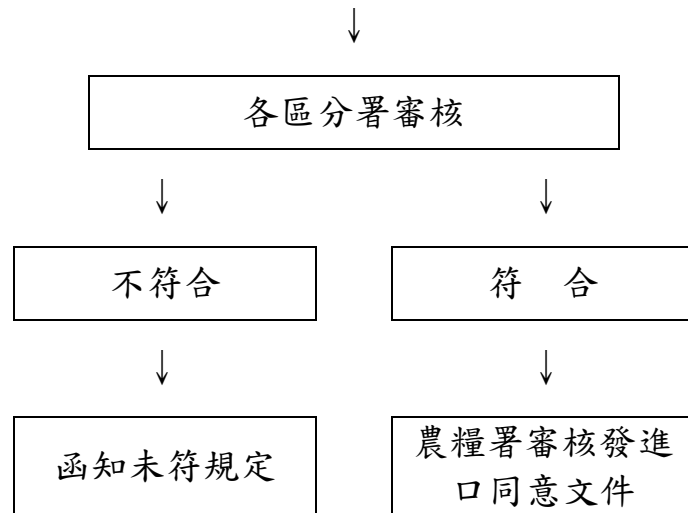 ↓
各區分署審核
↓ ↓
不符合
符　合
↓ ↓
函知未符規定
農糧署審核發進
口同意文件